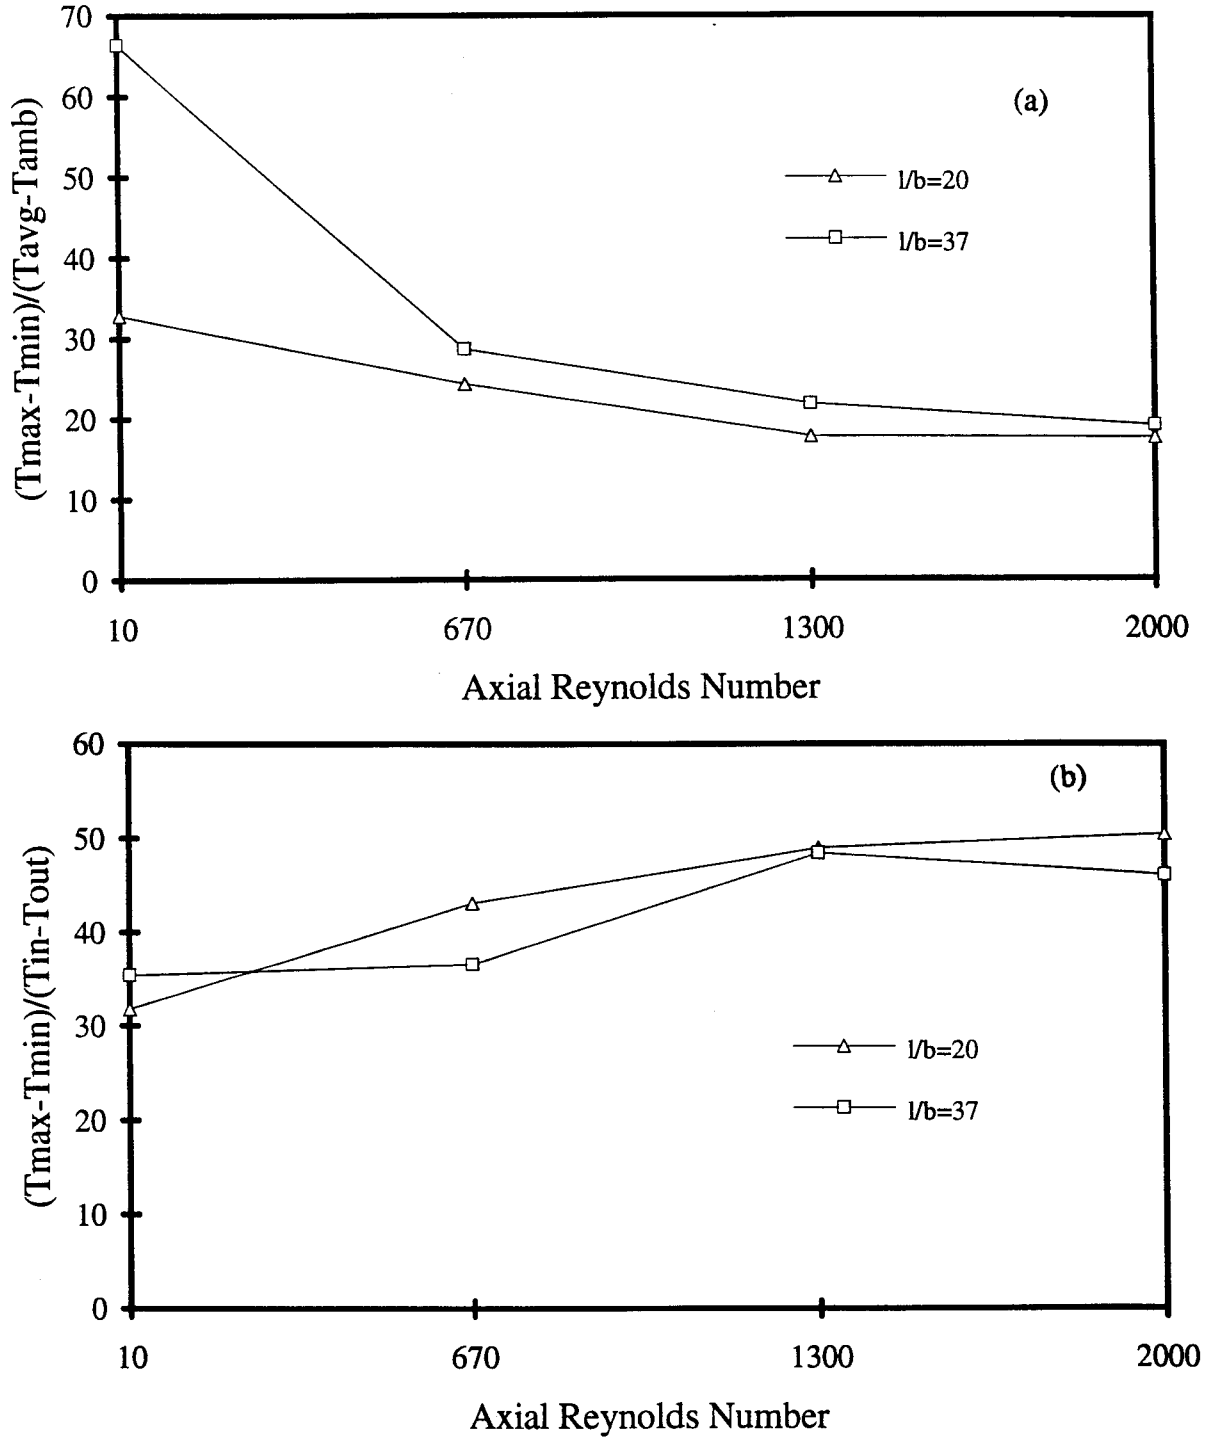 70
60
50
40
30
20
10
0
(Tmax-Tmin)/(Tavg-Tamb)
(a)
l/b=20
l/b=37
10 670 1300 2000
Axial Reynolds Number
60
50
40
30
20
10
0
(Tmax-Tmin)/(Tin-Tout)
(b)
l/b=20
l/b=37
10 670 1300 2000
Axial Reynolds Number